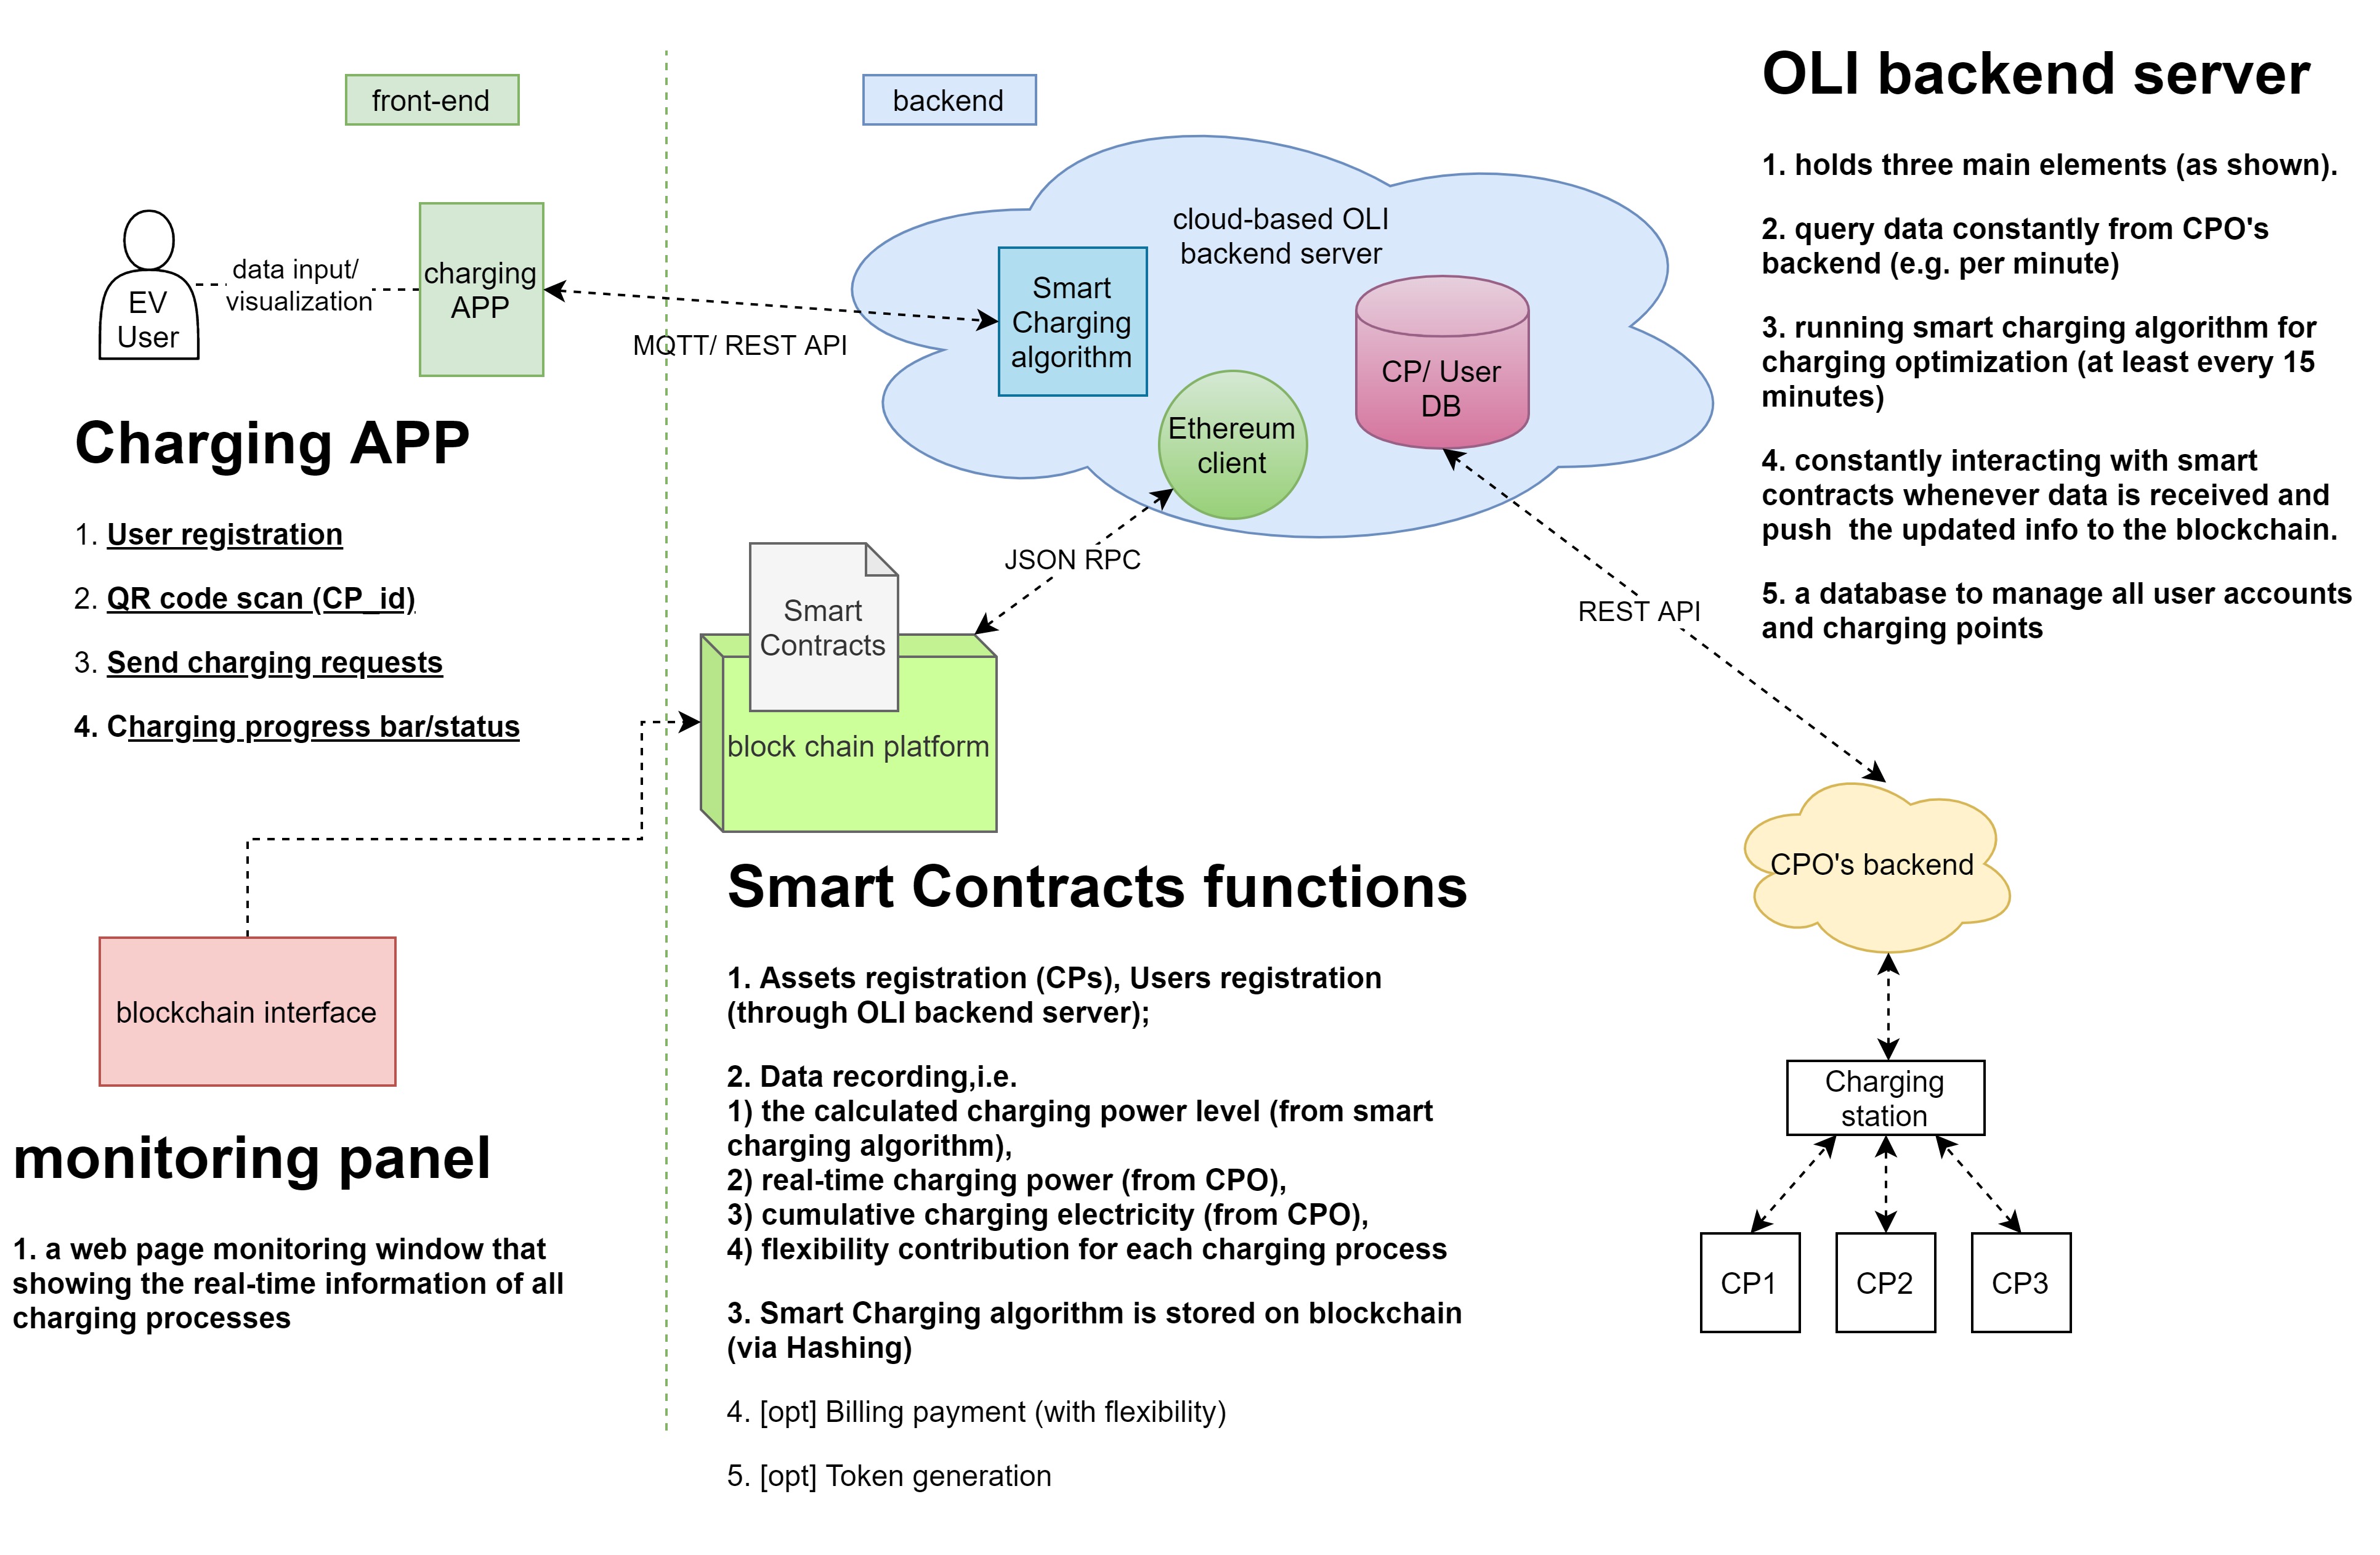 front-end
backend
OLI backend server
1. holds three main elements (as shown).
2. query data constantly from CPO's
backend (e.g. per minute)
3. running smart charging algorithm for
charging optimization (at least every 15
minutes)
4. constantly interacting with smart
contracts whenever data is received and
push  the updated info to the blockchain.
5. a database to manage all user accounts
and charging points
EV
User
data input/
visualization
charging
APP
MQTT/ REST API
cloud-based OLI
backend server
Smart
Charging
algorithm
Ethereum
client
CP/ User
DB
Charging APP
1. User registration
2. QR code scan (CP_id)
3. Send charging requests
4. Charging progress bar/status
JSON RPC
REST API
Smart
Contracts
block chain platform
CPO's backend
Charging
station
CP1
CP2
CP3
blockchain interface
monitoring panel
1. a web page monitoring window that
showing the real-time information of all
charging processes
Smart Contracts functions
1. Assets registration (CPs), Users registration
(through OLI backend server);
2. Data recording,i.e.
1) the calculated charging power level (from smart
charging algorithm),
2) real-time charging power (from CPO),
3) cumulative charging electricity (from CPO),
4) flexibility contribution for each charging process
3. Smart Charging algorithm is stored on blockchain
(via Hashing)
4. [opt] Billing payment (with flexibility)
5. [opt] Token generation